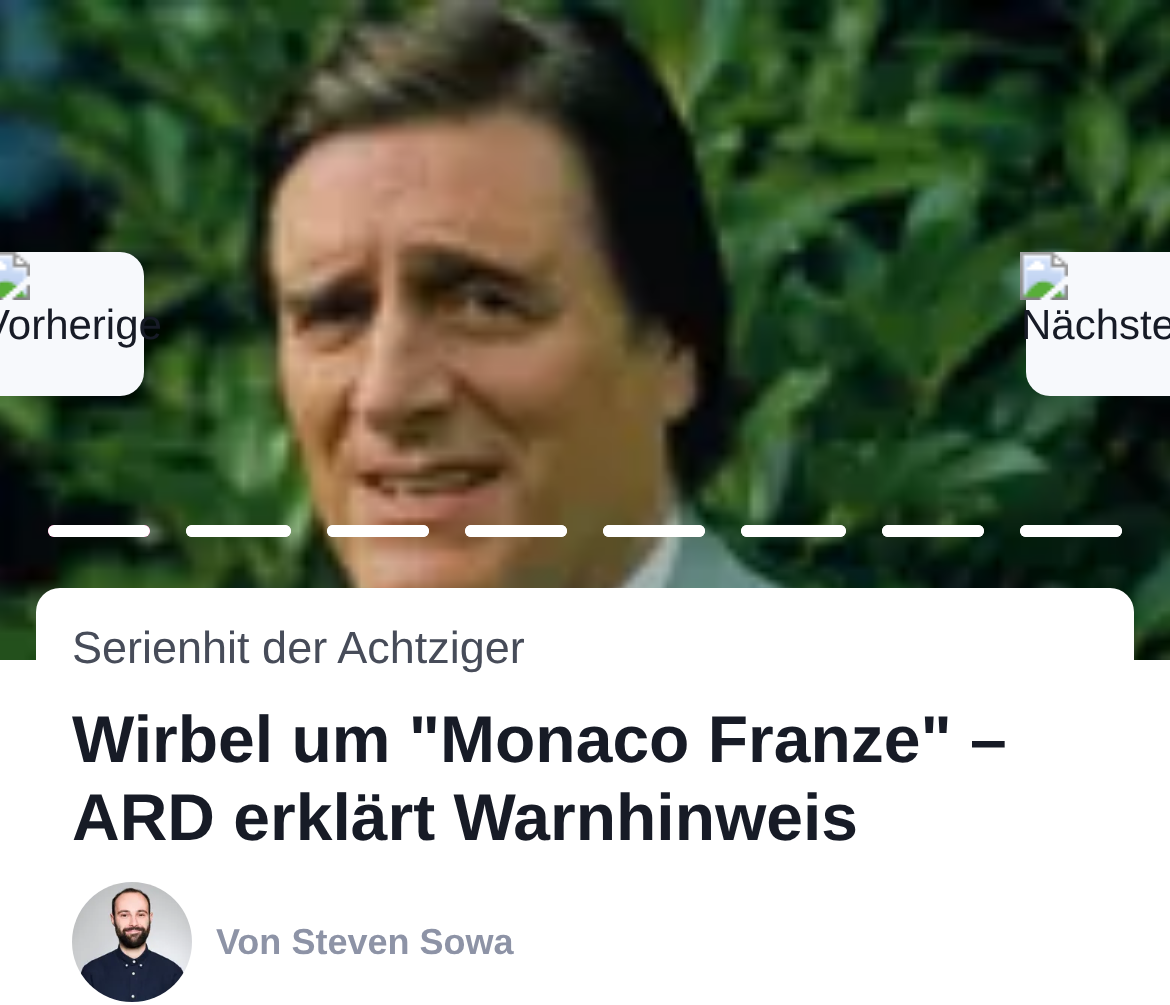 Vorherige
Nächste
Serienhit der Achtziger
Wirbel um "Monaco Franze" –
ARD erklärt Warnhinweis
Von Steven Sowa